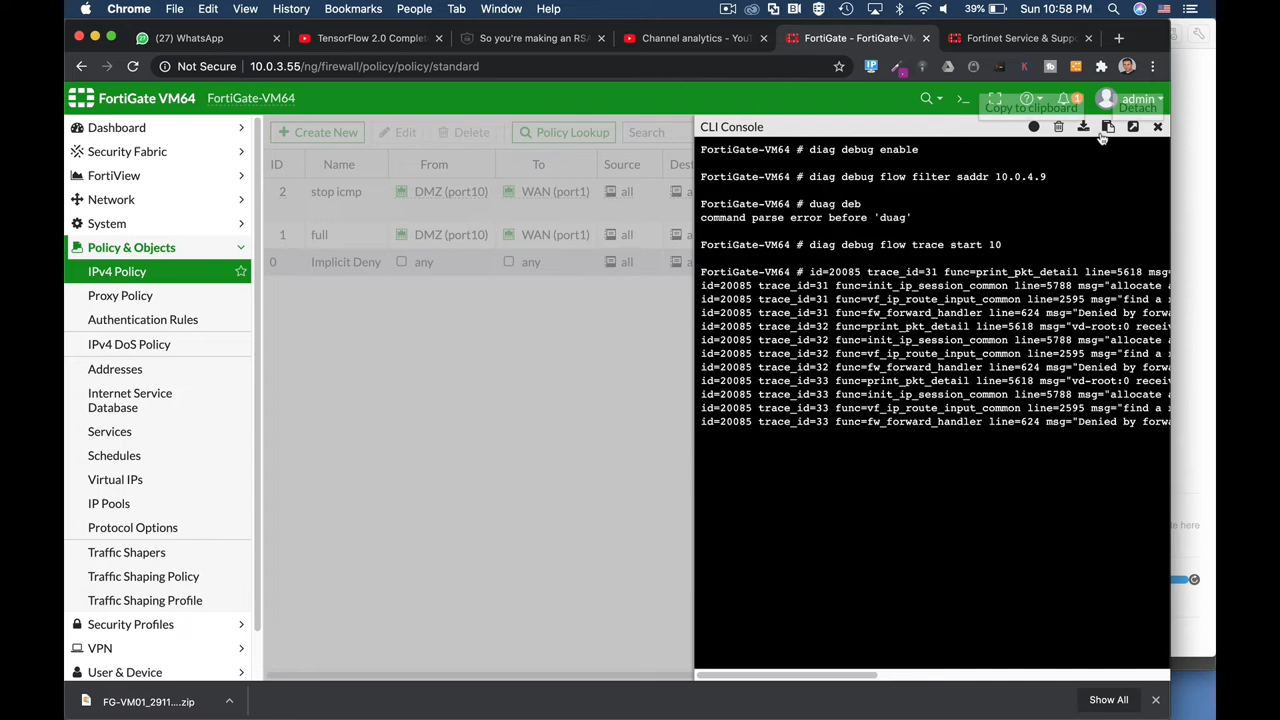 Chrome File Edit View History Bookmarks People Tab Window Help 39% Sun 10:58 PM
(27) WhatsApp
TensorFlow 2.0 C
e making
channel analytics - YouT
FortiGate - FortiGate-VM
Fortinet Service & Suppo
Not Secure 10.0.3.55/ng/firewall/policy/policy/standard
FortiGate VM64 FortiGate-VM64
1 admin
Copy to clipboard Detach
Dashboard
Security Fabric
FortiView
Network
System
Policy & Objects
IPv4 Policy
Proxy Policy
Authentication Rules
IPv4 DoS Policy
Addresses
Internet Service
Database
Services
Schedules
Virtual IPs
IP Pools
Protocol Options
Traffic Shapers
Traffic Shaping Policy
Traffic Shaping Profile
Security Profiles
VPN
User & Device
+ Create New Edit Delete Policy Lookup Search
ID Name From To Source Dest
2 stop icmp DMZ (port10) WAN (port1) all a
1 full DMZ (port10) WAN (port1) all a
0 Implicit Deny any any all a
CLI Console
FortiGate-VM64 # diag debug enable
FortiGate-VM64 # diag debug flow filter saddr 10.0.4.9
FortiGate-VM64 # duag deb
command parse error before 'duag'
FortiGate-VM64 # diag debug flow trace start 10
FortiGate-VM64 # id=20085 trace_id=31 func=print_pkt_detail line=5618 msg=
id=20085 trace_id=31 func=init_ip_session_common line=5788 msg="allocate a
id=20085 trace_id=31 func=vf_ip_route_input_common line=2595 msg="find a r
id=20085 trace_id=31 func=fw_forward_handler line=624 msg="Denied by forw
id=20085 trace_id=32 func=print_pkt_detail line=5618 msg="vd-root:0 recei
id=20085 trace_id=32 func=init_ip_session_common line=5788 msg="allocate a
id=20085 trace_id=32 func=vf_ip_route_input_common line=2595 msg="find a r
id=20085 trace_id=32 func=fw_forward_handler line=624 msg="Denied by forw
id=20085 trace_id=33 func=print_pkt_detail line=5618 msg="vd-root:0 recei
id=20085 trace_id=33 func=init_ip_session_common line=5788 msg="allocate a
id=20085 trace_id=33 func=vf_ip_route_input_common line=2595 msg="find a r
id=20085 trace_id=33 func=fw_forward_handler line=624 msg="Denied by forw
te here
FG-VM01_2911....zip
Show All